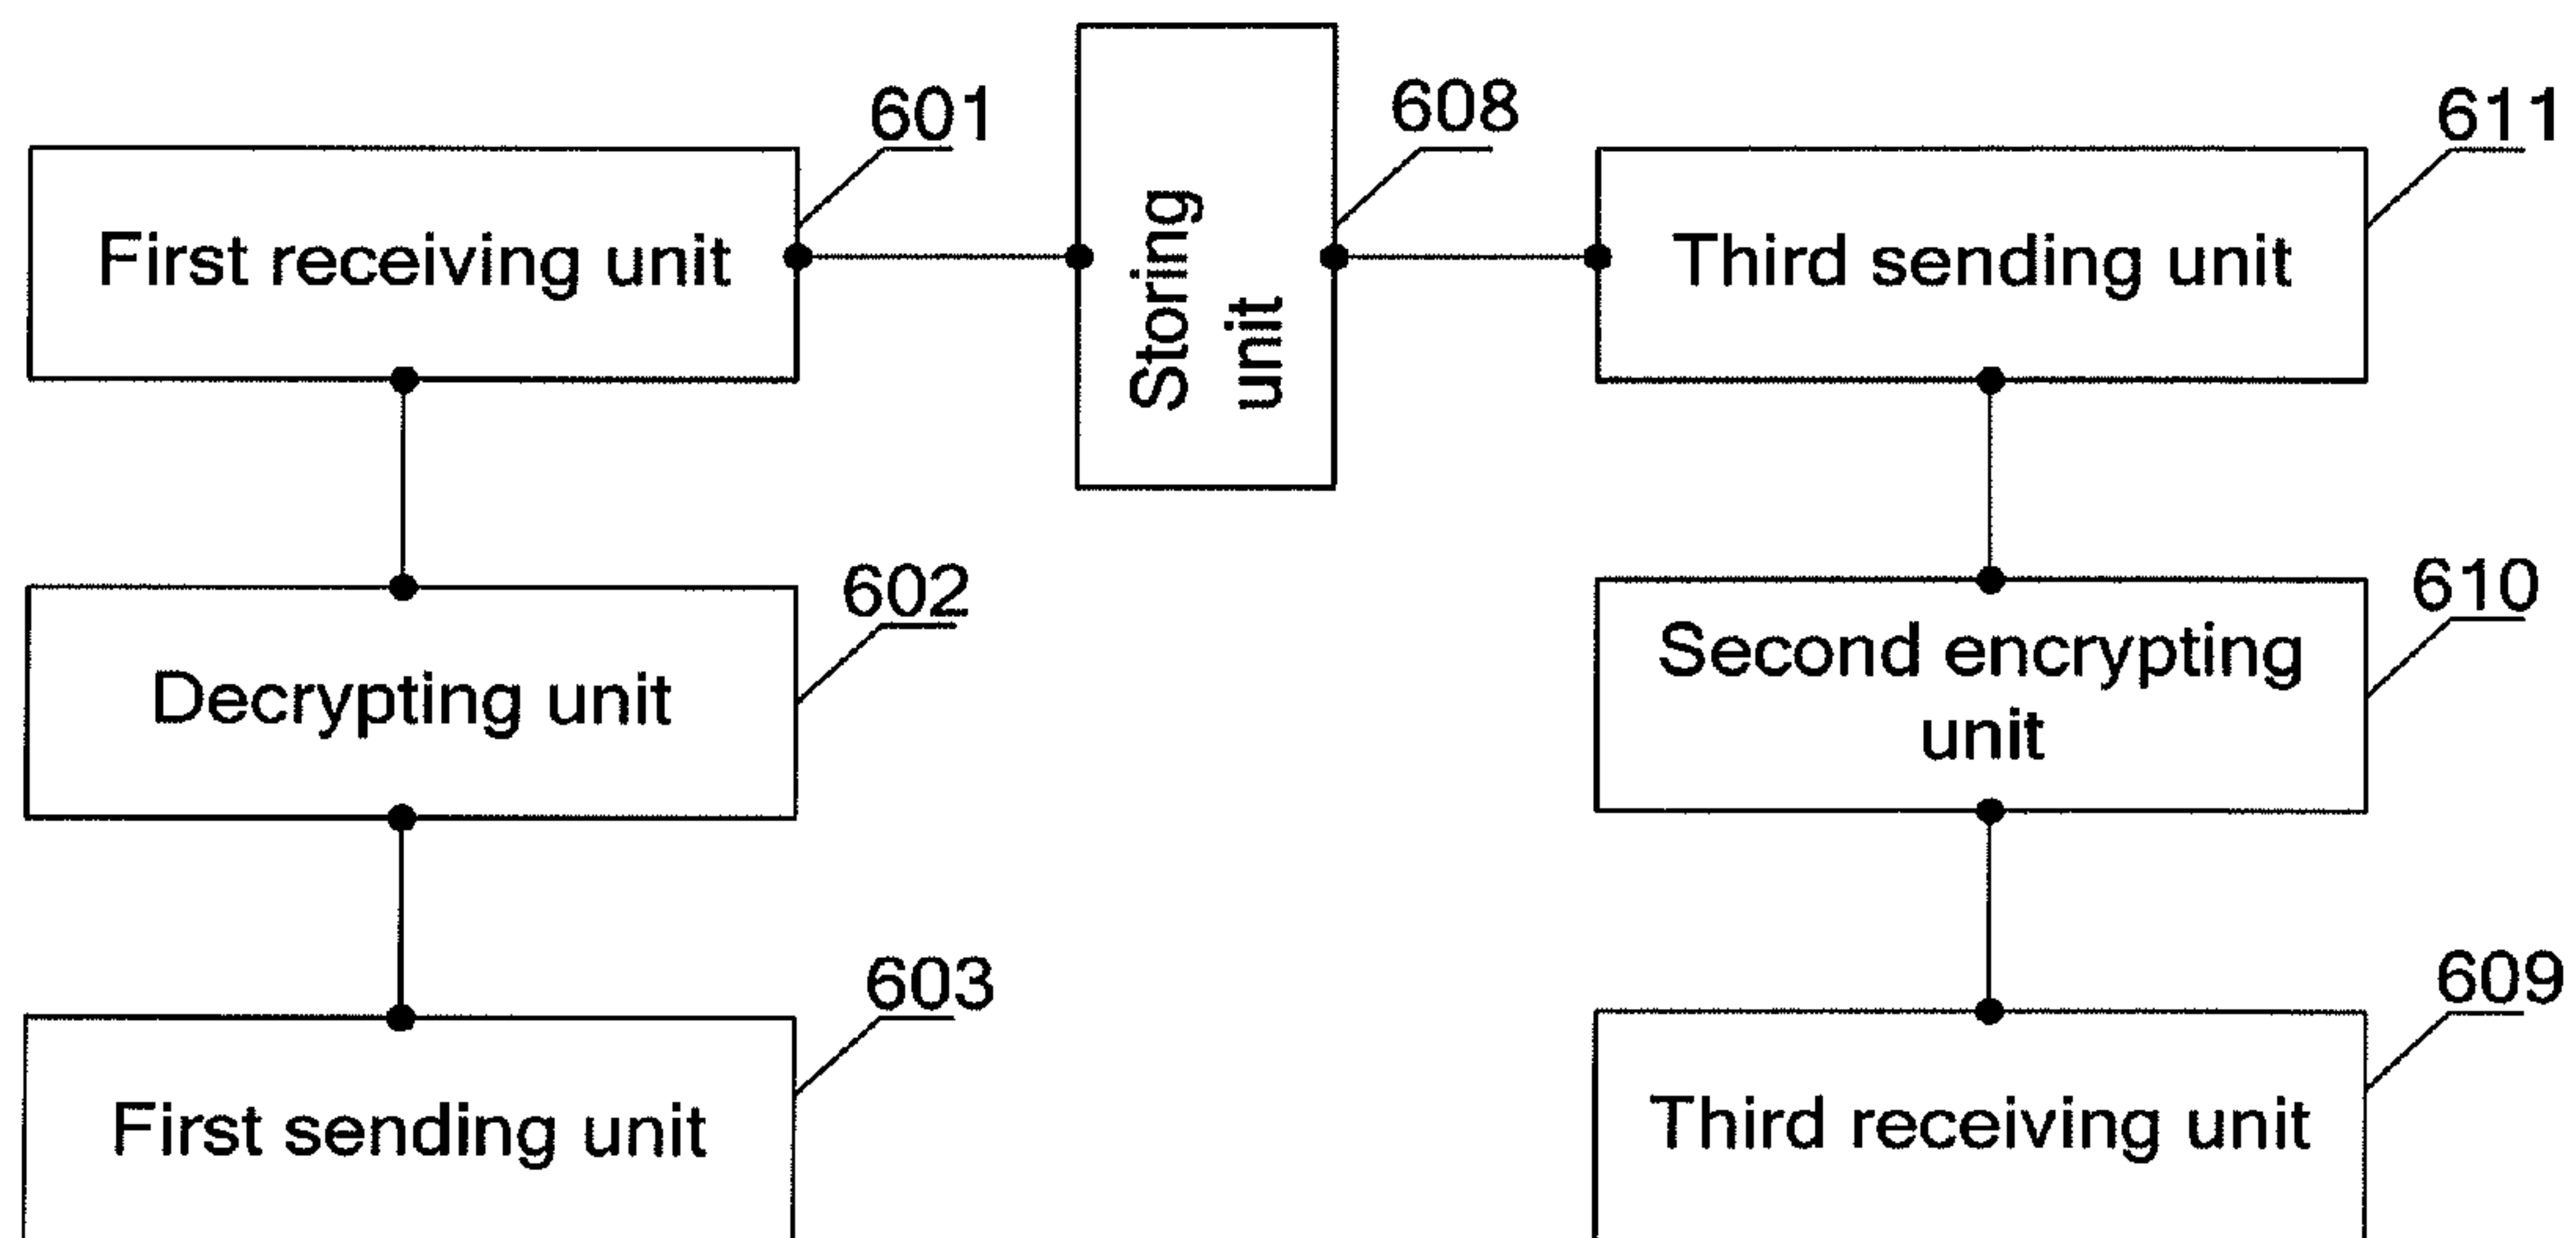 601
608
611
First receiving unit
Storing
unit
Third sending unit
602
610
Decrypting unit
Second encrypting
unit
603
609
First sending unit
Third receiving unit